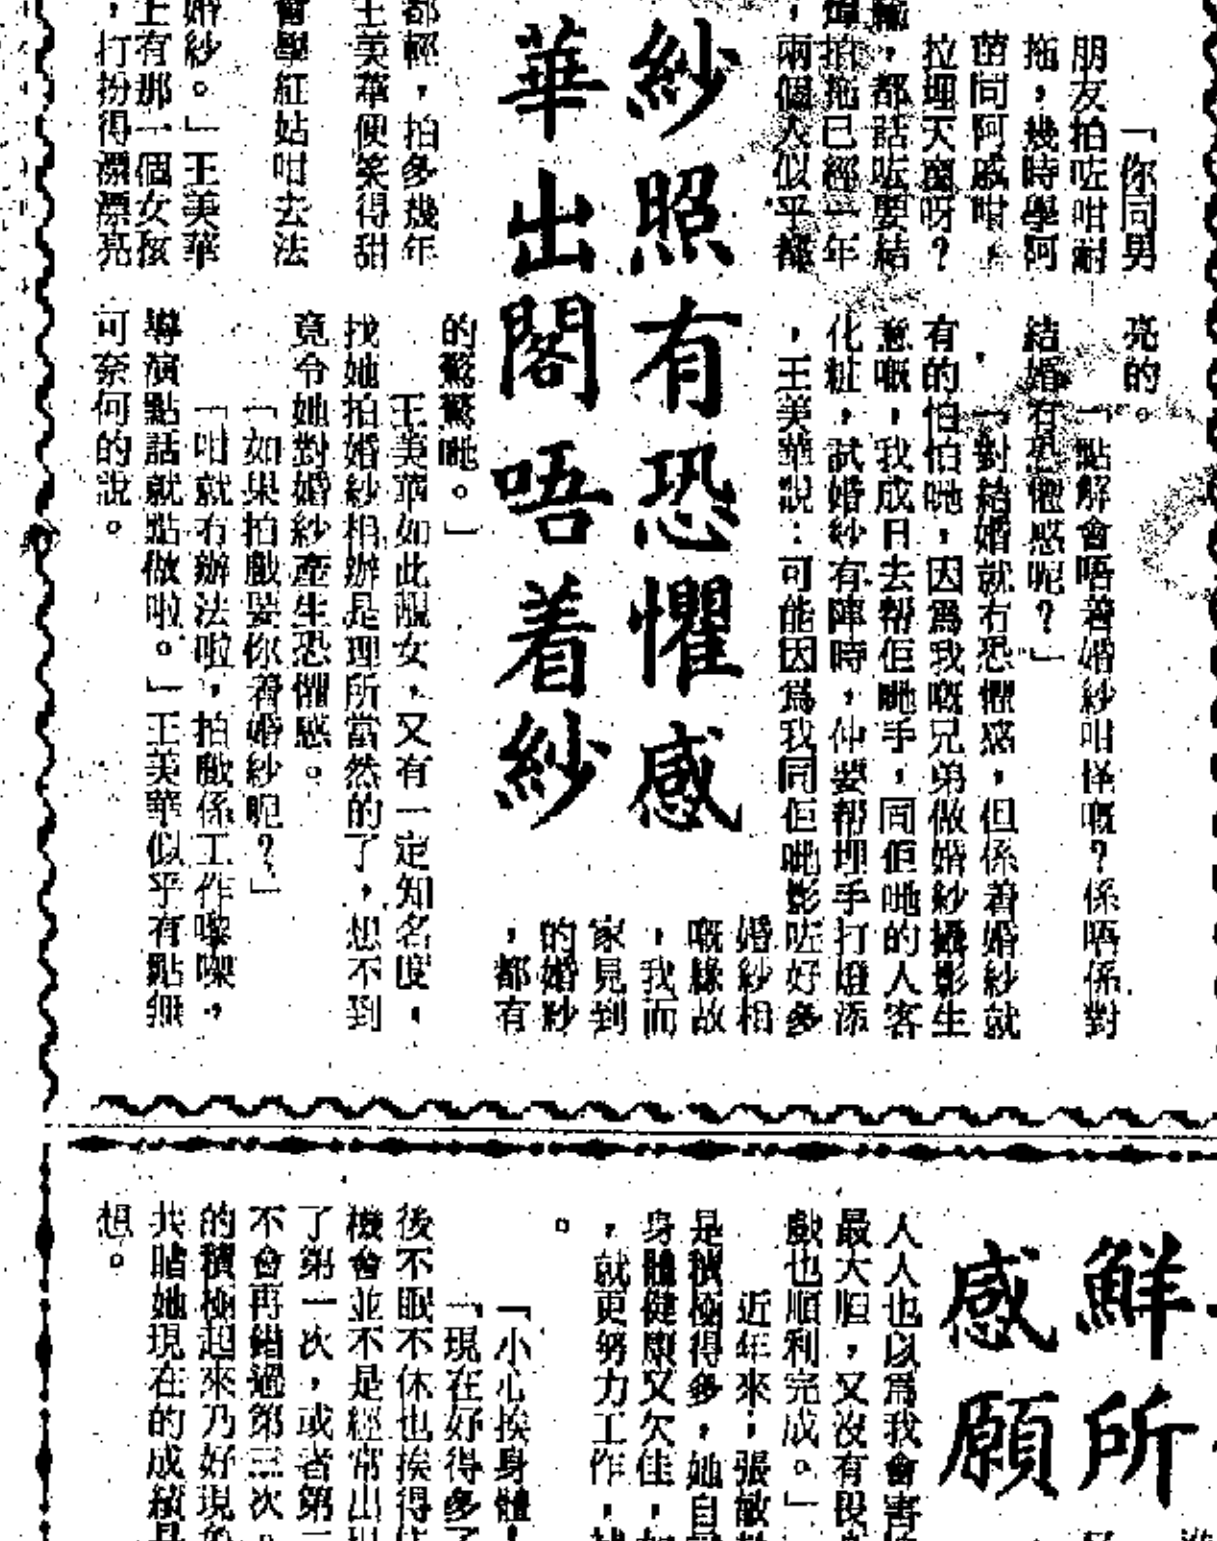 紗照有恐懼感
華出閣唔着紗
「你同男
朋友拍咗咁耐
拖，幾時學阿
茵同阿威咁，
拉埋天窗呀？
，都話咗要結
拍拖已經一年
，兩個人似乎都
都輕，拍多幾年
王美華便笑得甜
會學紅姑咁去法
婚紗。」王美華
上有那一個女孩
，打扮得漂漂亮
亮的。
「點解會唔着婚紗咁怪嘅？係唔係對
結婚有恐懼感呢？」
「對結婚就冇恐懼感，但係着婚紗就
有的怕怕哋，因為我嘅兄弟做婚紗攝影生
意嘅，我成日去幫佢哋手，同佢哋的人客
化粧，試婚紗有陣時，仲要幫埋手打燈添
，王美華說：可能因為我同佢哋影咗好多
婚紗相
嘅緣故
，我而
家見到
的婚紗
，都有
的驚驚哋。」
王美華如此靚女，又有一定知名度，
找她拍婚紗相辦是理所當然的了，想不到
竟令她對婚紗產生恐懼感。
「如果拍戲要你着婚紗呢？」
「咁就冇辦法啦，拍戲係工作嚟㗎，
導演點話就點做啦。」王美華似乎有點無
可奈何的說。
鮮所
感願
人人也以為我會害
最大胆，又沒有畏
戲也順利完成。」
近年來，張敏
是積極得多，她自
身體健康又欠佳，如
，就更努力工作，
。
「小心挨身體，
「現在好得多了
後不眠不休也挨得
機會並不是經常出現
了第一次，或者第二
不會再錯過第三次。
的積極起來乃好現象
共睹她現在的成績是
想。